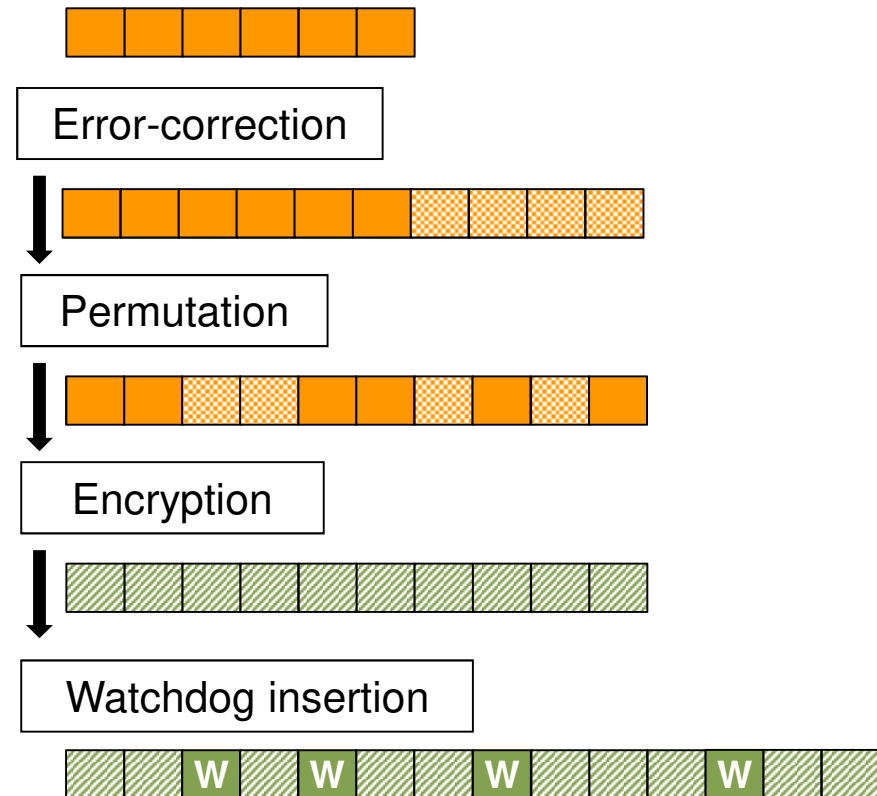 Error-correction
Permutation
Encryption
Watchdog insertion
W W W W